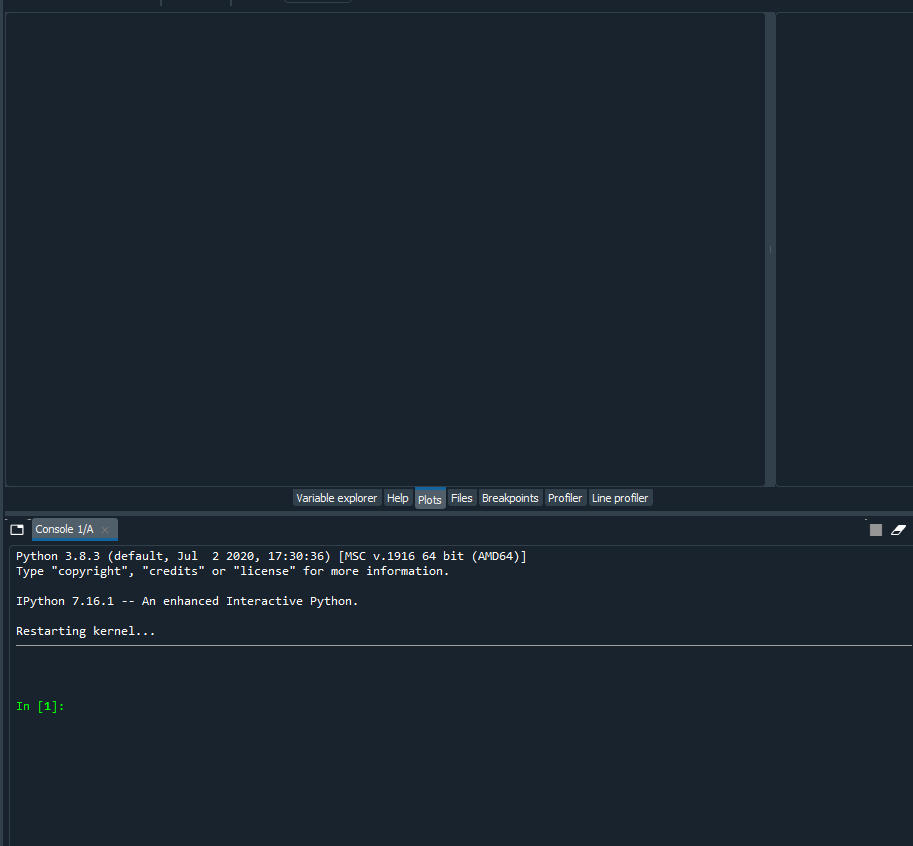 Variable explorer Help Plots Files Breakpoints Profiler Line profiler
Console 1/A
Python 3.8.3 (default, Jul  2 2020, 17:30:36) [MSC v.1916 64 bit (AMD64)]
Type "copyright", "credits" or "license" for more information.
IPython 7.16.1 -- An enhanced Interactive Python.
Restarting kernel...
In [1]: